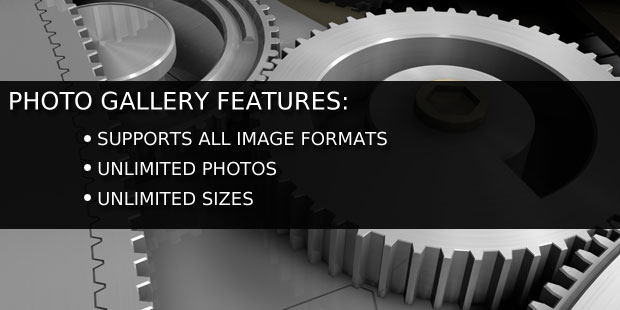 PHOTO GALLERY FEATURES:
• SUPPORTS ALL IMAGE FORMATS
• UNLIMITED PHOTOS
• UNLIMITED SIZES